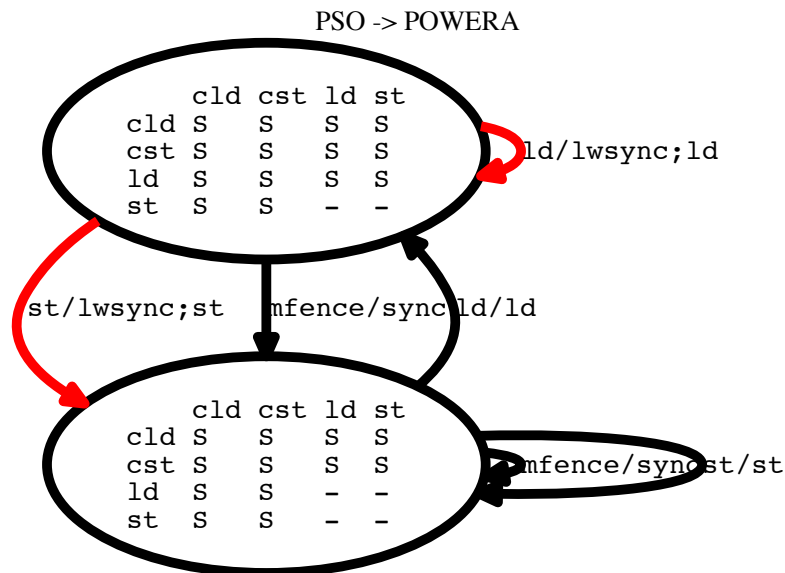 PSO -> POWERA
cld cst ld st
cld S S S S
cst S S S S
ld S S S S
st S S - -
ld/lwsync;ld
st/lwsync;st
mfence/sync
ld/ld
cld cst ld st
cld S S S S
cst S S S S
ld S S - -
st S S - -
mfence/sync
st/st